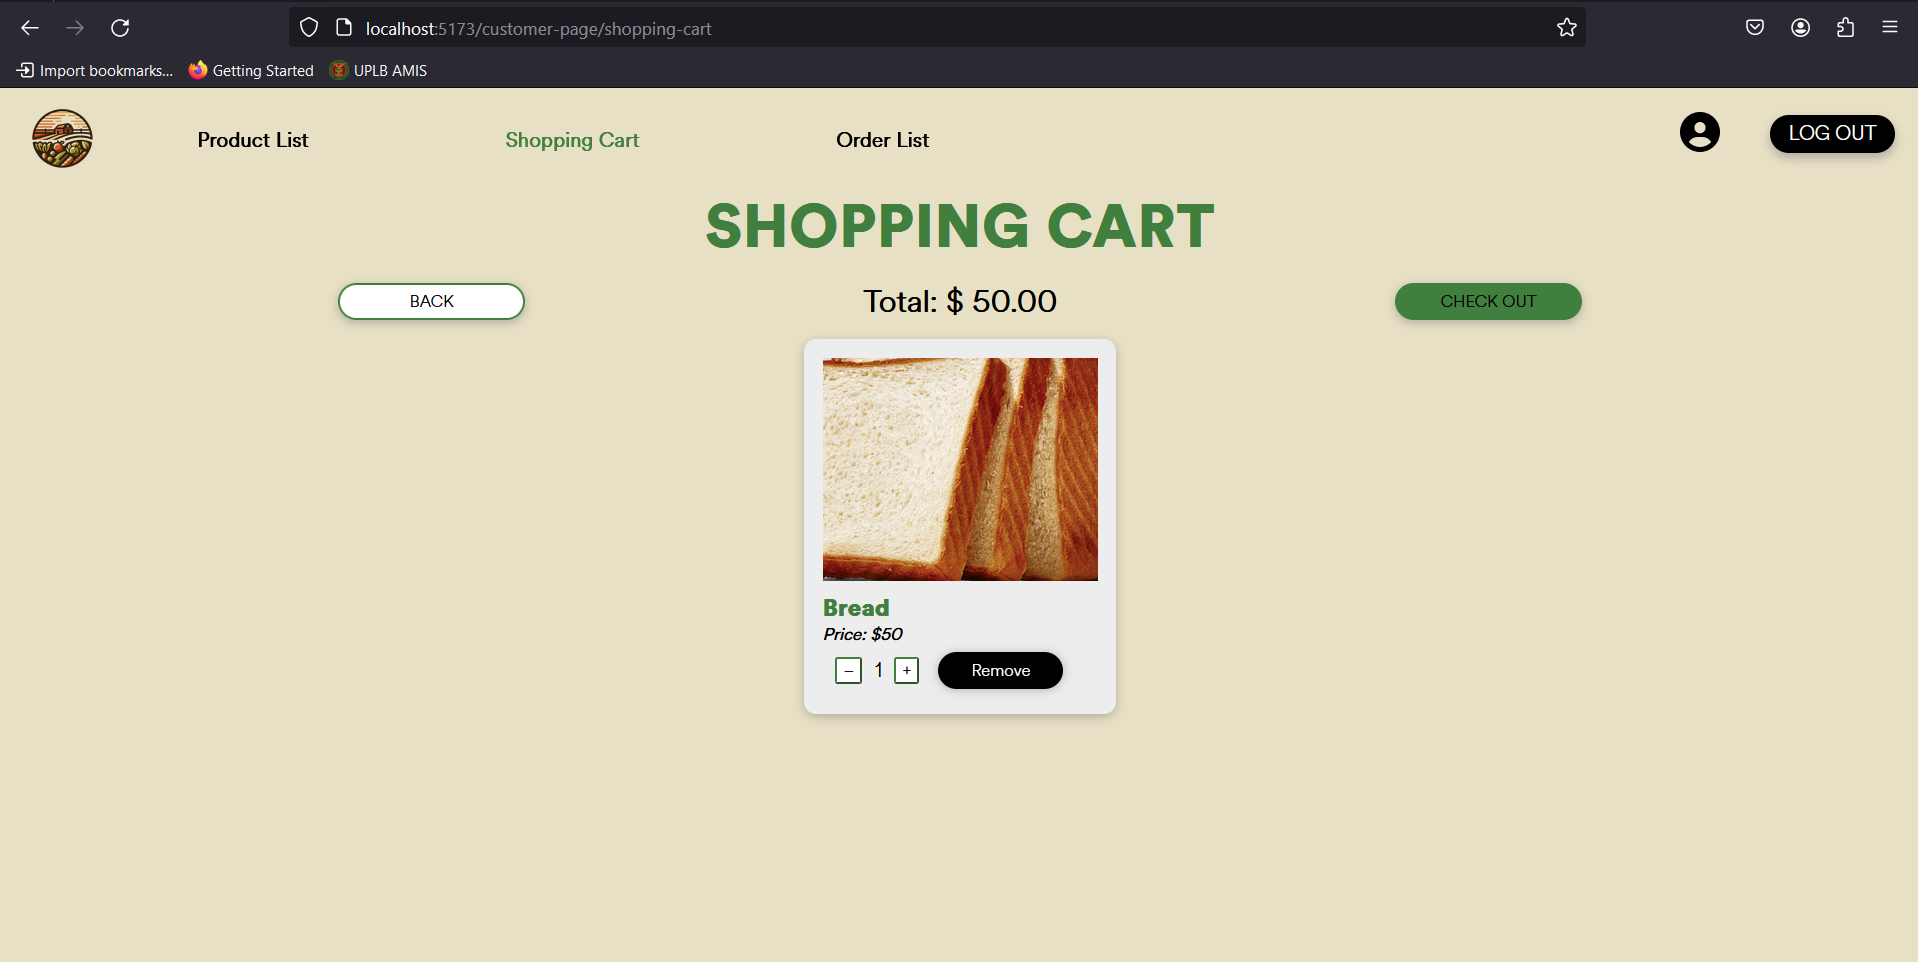 localhost:5173/customer-page/shopping-cart
Import bookmarks... Getting Started UPLB AMIS
Product List Shopping Cart Order List LOG OUT
SHOPPING CART
BACK Total: $ 50.00 CHECK OUT
Bread
Price: $50
– 1 + Remove